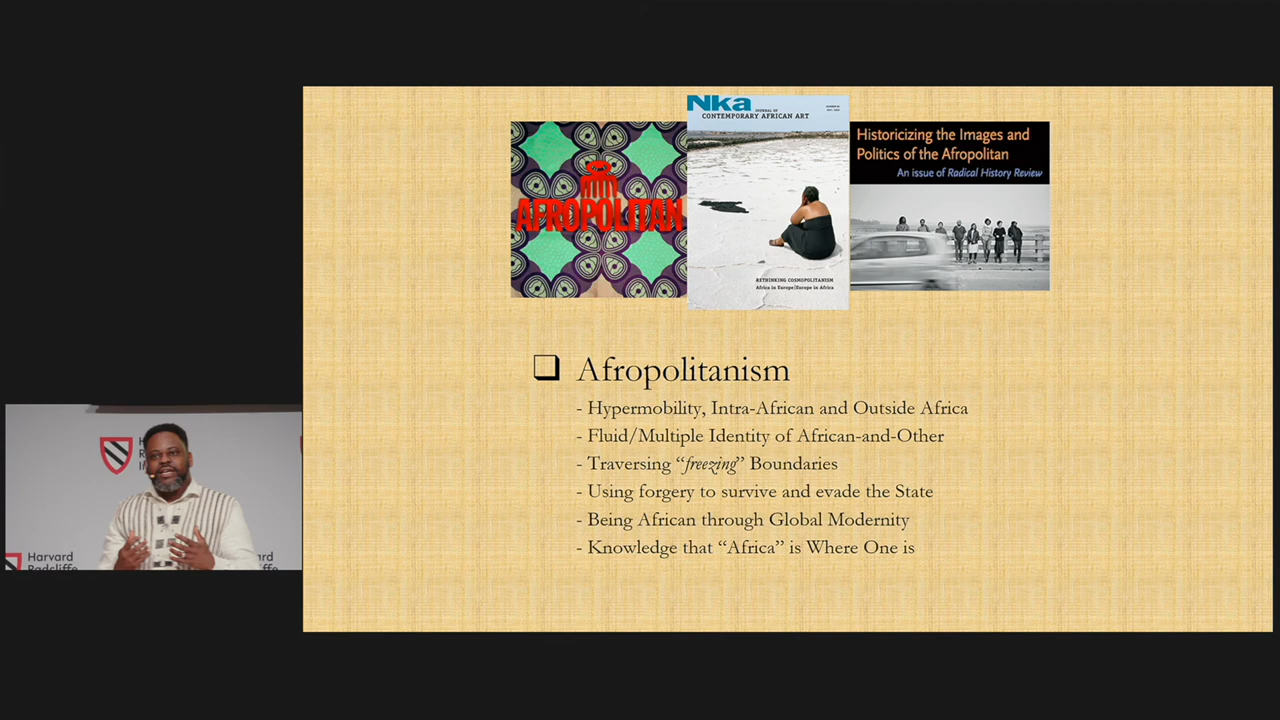 AFROPOLITAN
Nka
JOURNAL OF
CONTEMPORARY AFRICAN ART
RETHINKING COSMOPOLITANISM
Africa in Europe|Europe in Africa
Historicizing the Images and
Politics of the Afropolitan
An issue of Radical History Review
❑ Afropolitanism
- Hypermobility, Intra-African and Outside Africa
- Fluid/Multiple Identity of African-and-Other
- Traversing “freezing” Boundaries
- Using forgery to survive and evade the State
- Being African through Global Modernity
- Knowledge that “Africa” is Where One is
Harvard
Radcliffe